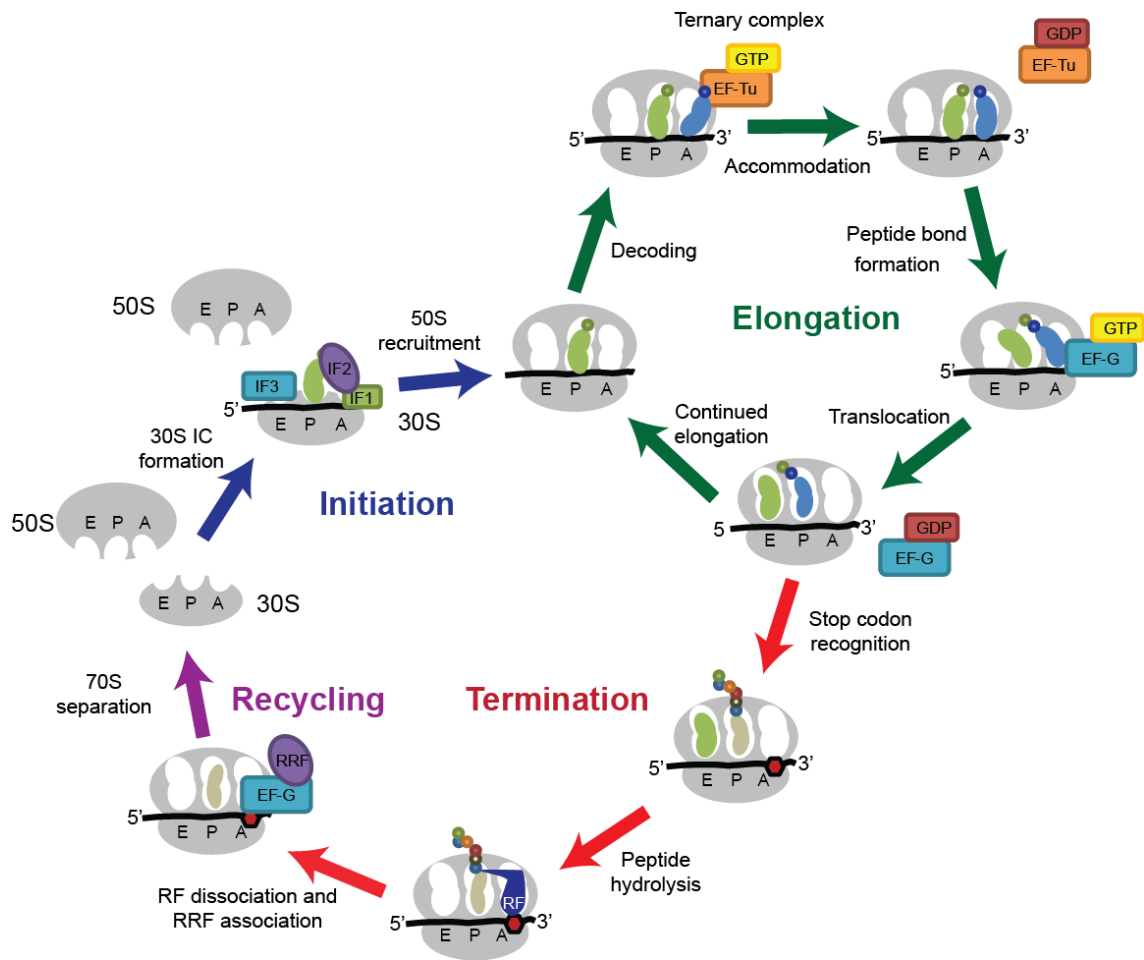 Ternary complex
GTP
EF-Tu
5’
3’
E P A
Accommodation
GDP
EF-Tu
5’
3’
E P A
Decoding
Peptide bond
formation
Elongation
GTP
EF-G
E P A
Translocation
50S
E P A
IF3
IF2
IF1
5’
E P A
30S
50S
recruitment
E P A
Continued
elongation
5
3’
E P A
GDP
EF-G
30S IC
formation
Initiation
50S
E P A
E P A
30S
Stop codon
recognition
70S
separation
Recycling
Termination
5’
3’
E P A
RRF
EF-G
5’
E P A
Peptide
hydrolysis
RF
5’
3’
E P A
RF dissociation and
RRF association